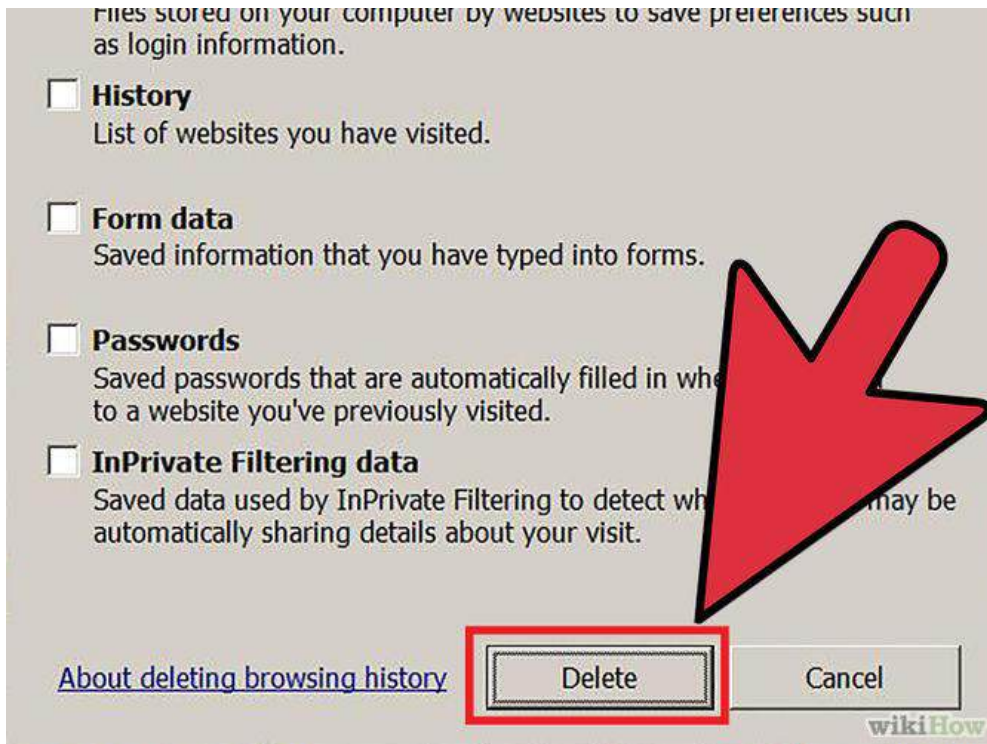 Files stored on your computer by websites to save preferences such
as login information.
History
List of websites you have visited.
Form data
Saved information that you have typed into forms.
Passwords
Saved passwords that are automatically filled in
to a website you've previously visited.
InPrivate Filtering data
Saved data used by InPrivate Filtering to detect may be
automatically sharing details about your visit.
About deleting browsing history
Delete
Cancel
wikiHow